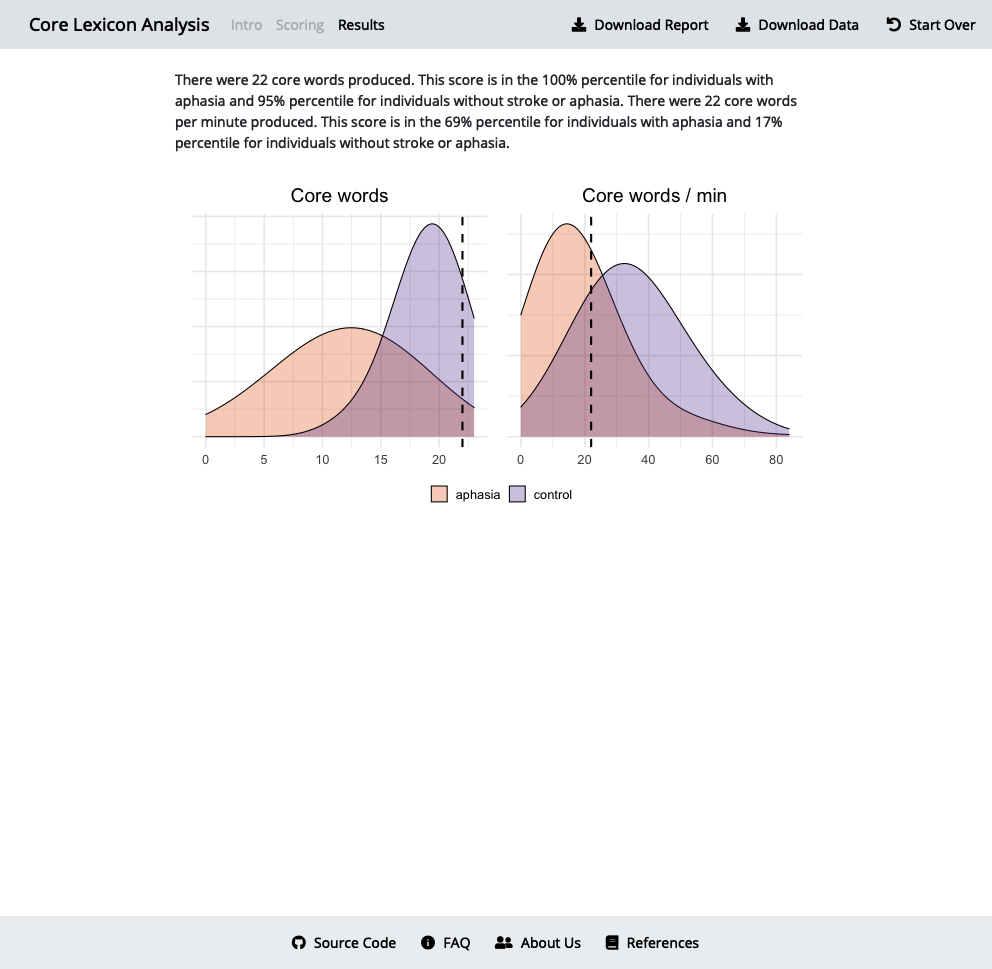 Core Lexicon Analysis Intro Scoring Results Download Report Download Data Start Over
There were 22 core words produced. This score is in the 100% percentile for individuals with
aphasia and 95% percentile for individuals without stroke or aphasia. There were 22 core words
per minute produced. This score is in the 69% percentile for individuals with aphasia and 17%
percentile for individuals without stroke or aphasia.
Core words Core words / min
0 5 10 15 20 0 20 40 60 80
aphasia control
Source Code FAQ About Us References